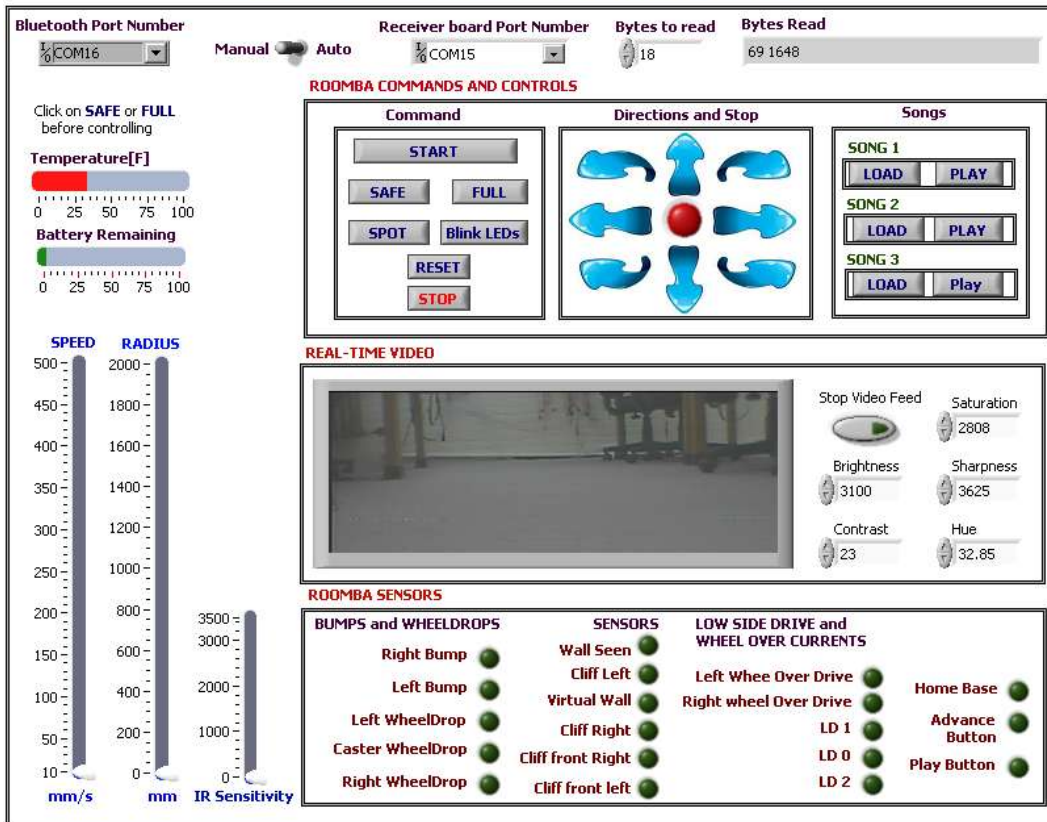 Bluetooth Port Number
COM16
Manual Auto
Receiver board Port Number
COM15
Bytes to read
18
Bytes Read
69 1648
Click on SAFE or FULL
before controlling
Temperature[F]
0 25 50 75 100
Battery Remaining
0 25 50 75 100
ROOMBA COMMANDS AND CONTROLS
Command
START
SAFE FULL
SPOT Blink LEDs
RESET
STOP
Directions and Stop
Songs
SONG 1
LOAD PLAY
SONG 2
LOAD PLAY
SONG 3
LOAD Play
SPEED
500
450
400
350
300
250
200
150
100
50
10
mm/s
RADIUS
2000
1800
1600
1400
1200
1000
800
600
400
200
0
mm
3500
3000
2000
1000
0
IR Sensitivity
REAL-TIME VIDEO
Stop Video Feed
Saturation
2808
Brightness
3100
Sharpness
3625
Contrast
23
Hue
32.85
ROOMBA SENSORS
BUMPS and WHEELDROPS
Right Bump
Left Bump
Left WheelDrop
Caster WheelDrop
Right WheelDrop
SENSORS
Wall Seen
Cliff Left
Virtual Wall
Cliff Right
Cliff front Right
Cliff front left
LOW SIDE DRIVE and
WHEEL OVER CURRENTS
Left Whee Over Drive
Right wheel Over Drive
LD 1
LD 0
LD 2
Home Base
Advance
Button
Play Button